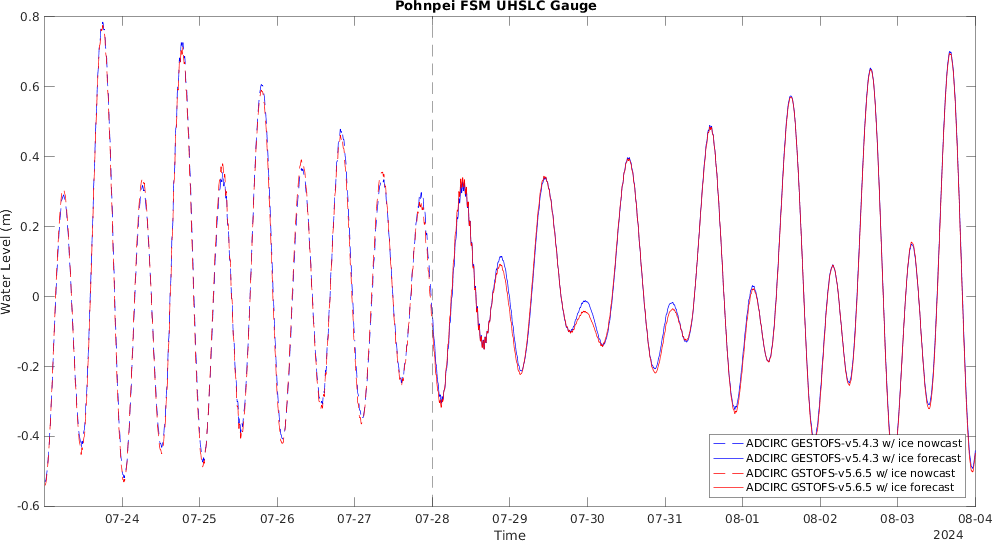 Pohnpei FSM UHSLC Gauge
Water Level (m)
0.8
0.6
0.4
0.2
0
-0.2
-0.4
-0.6
ADCIRC GESTOFS-v5.4.3 w/ ice nowcast
ADCIRC GESTOFS-v5.4.3 w/ ice forecast
ADCIRC GSTOFS-v5.6.5 w/ ice nowcast
ADCIRC GSTOFS-v5.6.5 w/ ice forecast
07-24 07-25 07-26 07-27 07-28 07-29 07-30 07-31 08-01 08-02 08-03 08-04
Time
2024